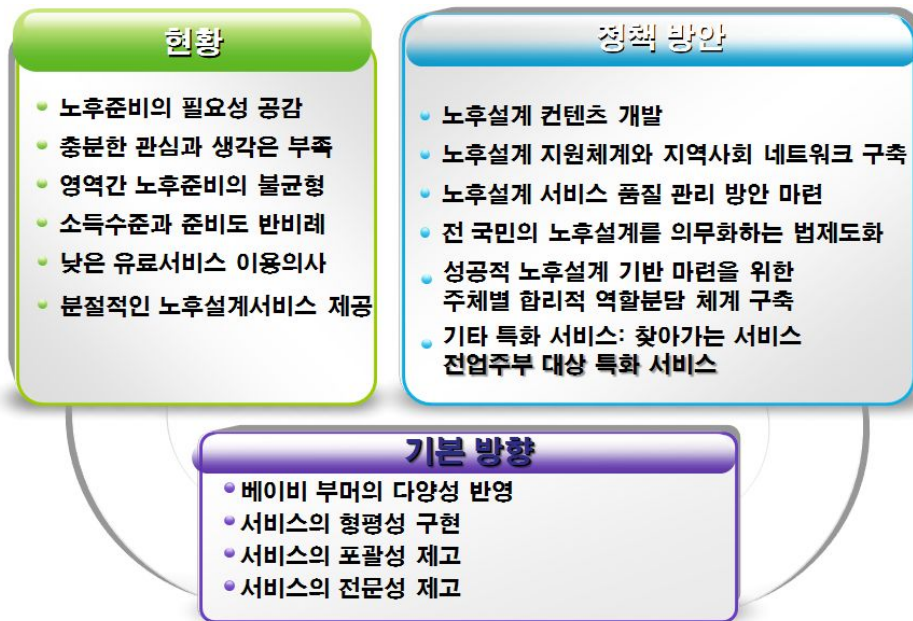 현황
노후준비의 필요성 공감
충분한 관심과 생각은 부족
영역간 노후준비의 불균형
소득수준과 준비도 반비례
낮은 유료서비스 이용의사
분절적인 노후설계서비스 제공
정책 방안
노후설계 컨텐츠 개발
노후설계 지원체계와 지역사회 네트워크 구축
노후설계 서비스 품질 관리 방안 마련
전 국민의 노후설계를 의무화하는 법제도화
성공적 노후설계 기반 마련을 위한
주체별 합리적 역할분담 체계 구축
기타 특화 서비스: 찾아가는 서비스
전업주부 대상 특화 서비스
기본 방향
베이비 부머의 다양성 반영
서비스의 형평성 구현
서비스의 포괄성 제고
서비스의 전문성 제고